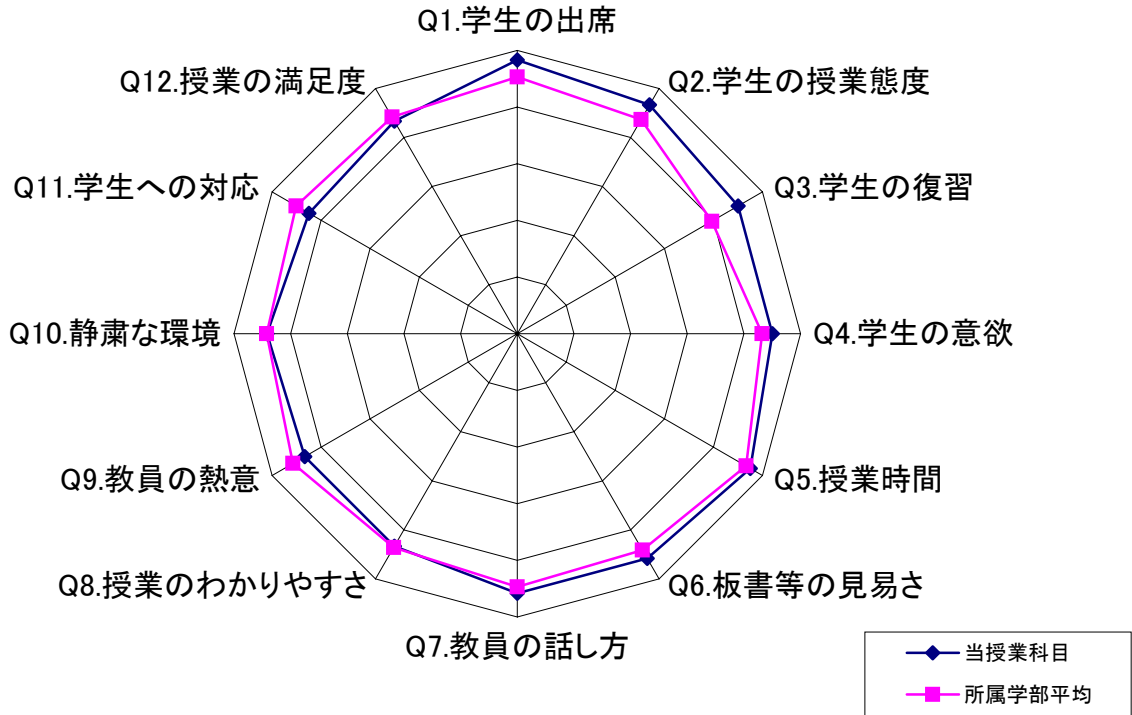 Q1.学生の出席
Q2.学生の授業態度
Q3.学生の復習
Q4.学生の意欲
Q5.授業時間
Q6.板書等の見易さ
Q7.教員の話し方
Q8.授業のわかりやすさ
Q9.教員の熱意
Q10.静粛な環境
Q11.学生への対応
Q12.授業の満足度
当授業科目
所属学部平均